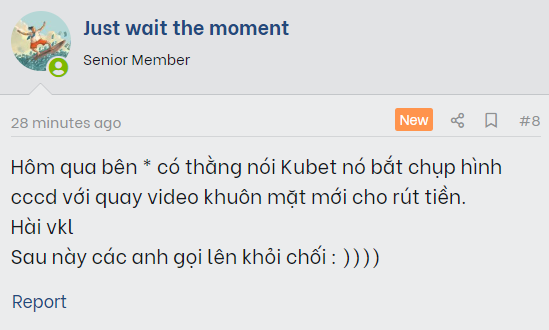 Just wait the moment
Senior Member
28 minutes ago
New
#8
Hôm qua bên * có thằng nói Kubet nó bắt chụp hình
cccd với quay video khuôn mặt mới cho rút tiền.
Hài vkl
Sau này các anh gọi lên khỏi chối : ))))
Report